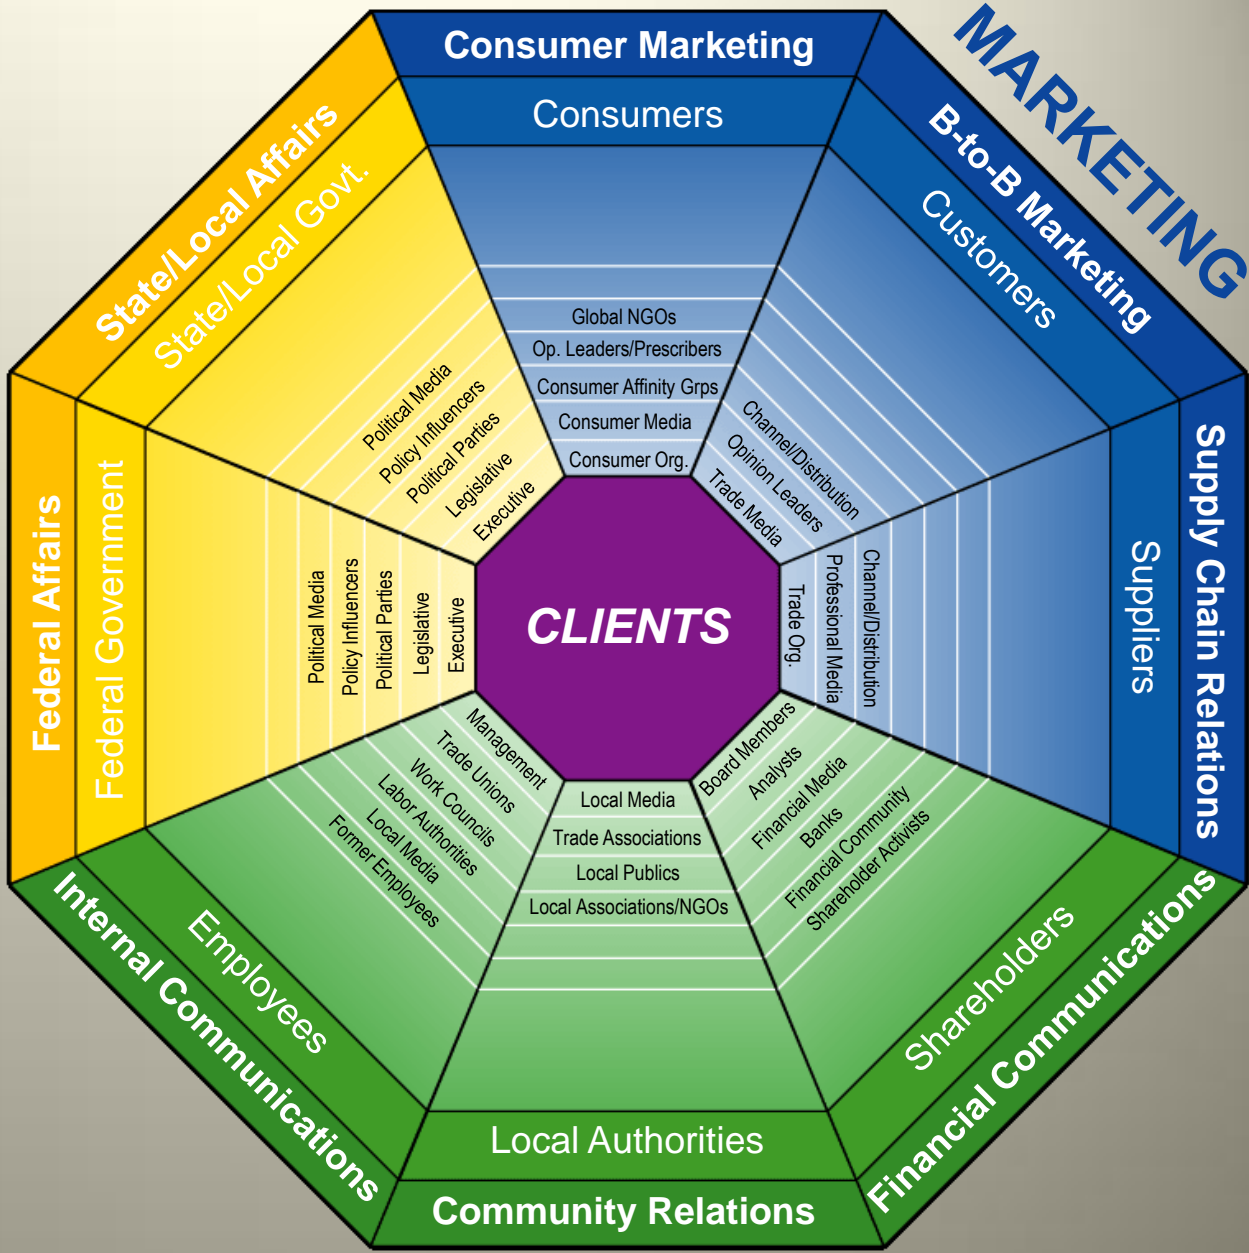 MARKETING
Consumer Marketing
Consumers
Global NGOs
Op. Leaders/Prescribers
Consumer Affinity Grps
Consumer Media
Consumer Org.
B-to-B Marketing
Customers
Channel/Distribution
Opinion Leaders
Trade Media
Supply Chain Relations
Suppliers
Channel/Distribution
Professional Media
Trade Org.
Financial Communications
Shareholders
Shareholder Activists
Financial Community
Banks
Financial Media
Analysts
Board Members
Community Relations
Local Authorities
Local Associations/NGOs
Local Publics
Trade Associations
Local Media
Internal Communications
Employees
Former Employees
Local Media
Labor Authorities
Work Councils
Trade Unions
Management
Federal Affairs
Federal Government
Political Media
Policy Influencers
Political Parties
Legislative
Executive
State/Local Affairs
State/Local Govt.
Political Media
Policy Influencers
Political Parties
Legislative
Executive
CLIENTS